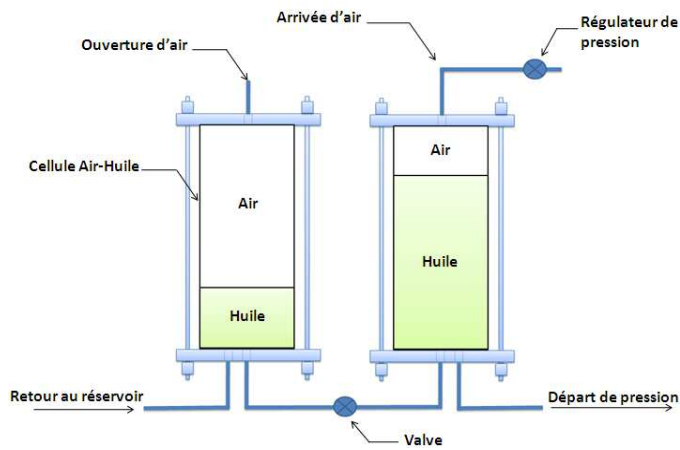 Arrivée d'air
Régulateur de
pression
Ouverture d'air
Air
Cellule Air-Huile
Air
Huile
Huile
Retour au réservoir
Départ de pression
Valve